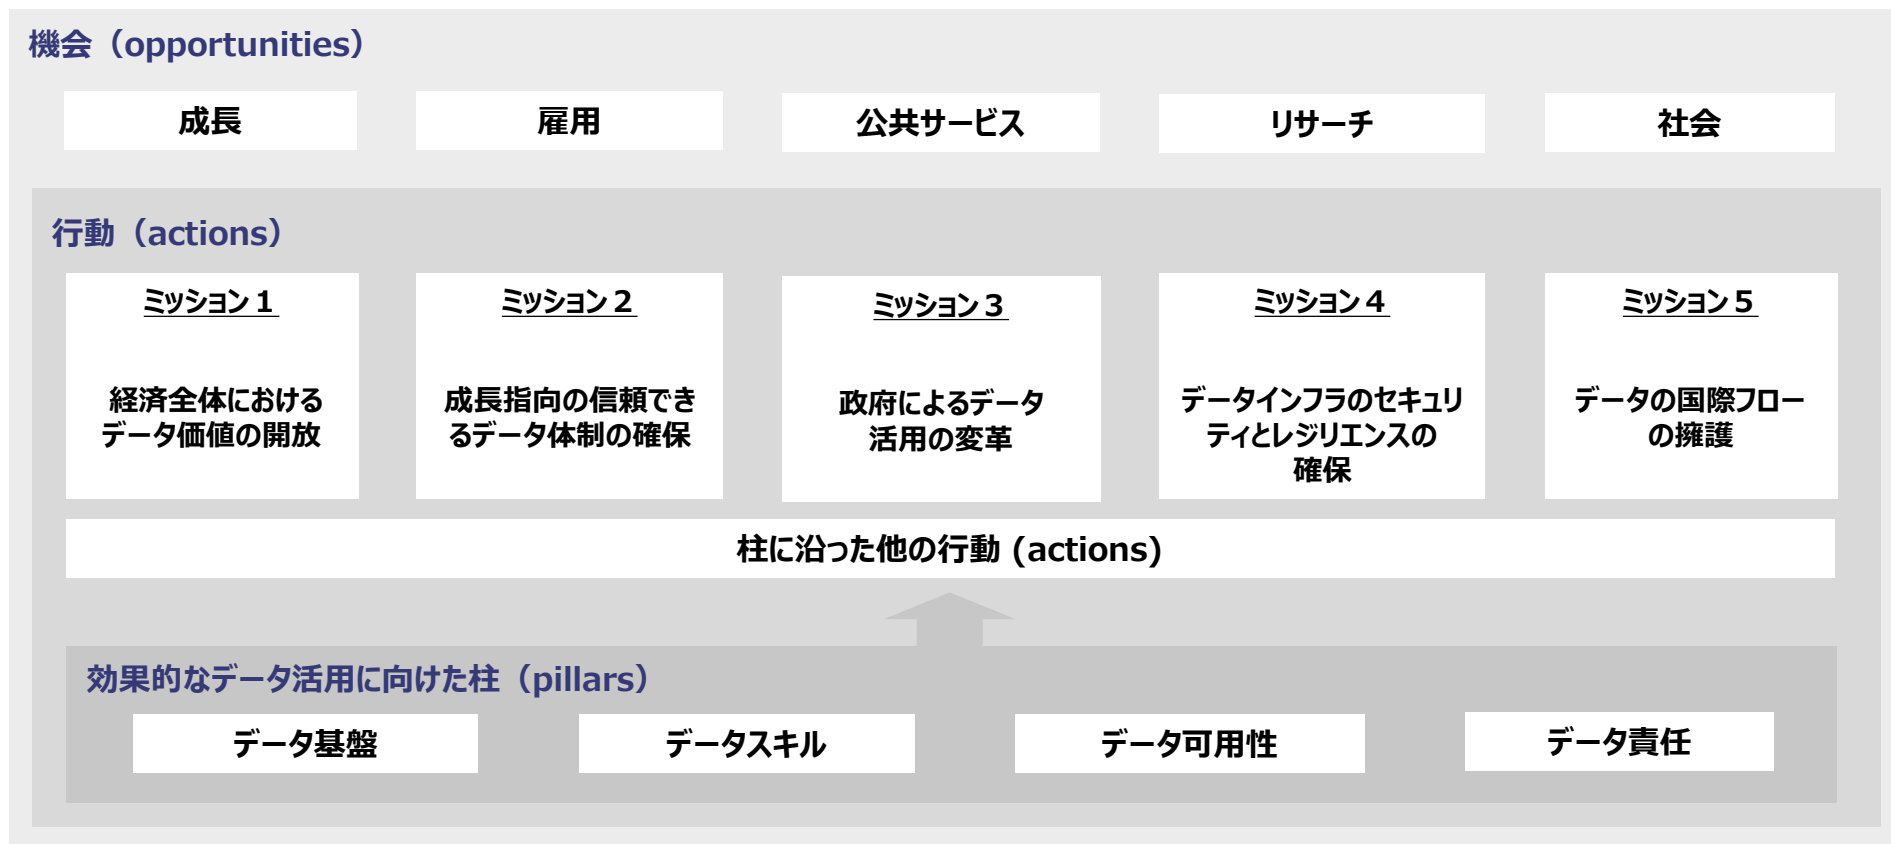 機会（opportunities）
成長
雇用
公共サービス
リサーチ
社会
行動（actions）
ミッション１
経済全体における
データ価値の開放
ミッション２
成長指向の信頼でき
るデータ体制の確保
ミッション３
政府によるデータ
活用の変革
ミッション４
データインフラのセキュリ
ティとレジリエンスの
確保
ミッション５
データの国際フロー
の擁護
柱に沿った他の行動 (actions)
効果的なデータ活用に向けた柱（pillars）
データ基盤
データスキル
データ可用性
データ責任